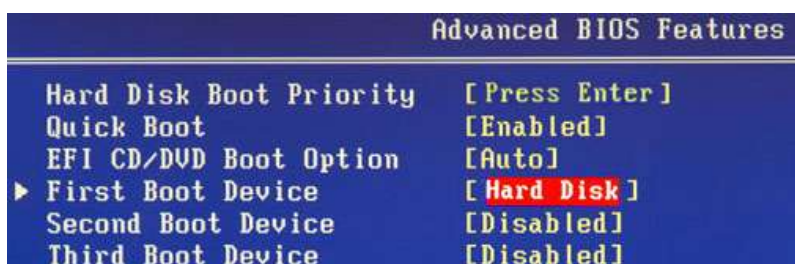 Advanced BIOS Features
Hard Disk Boot Priority [Press Enter]
Quick Boot [Enabled]
EFI CD/DVD Boot Option [Auto]
First Boot Device [Hard Disk]
Second Boot Device [Disabled]
Third Boot Device [Disabled]